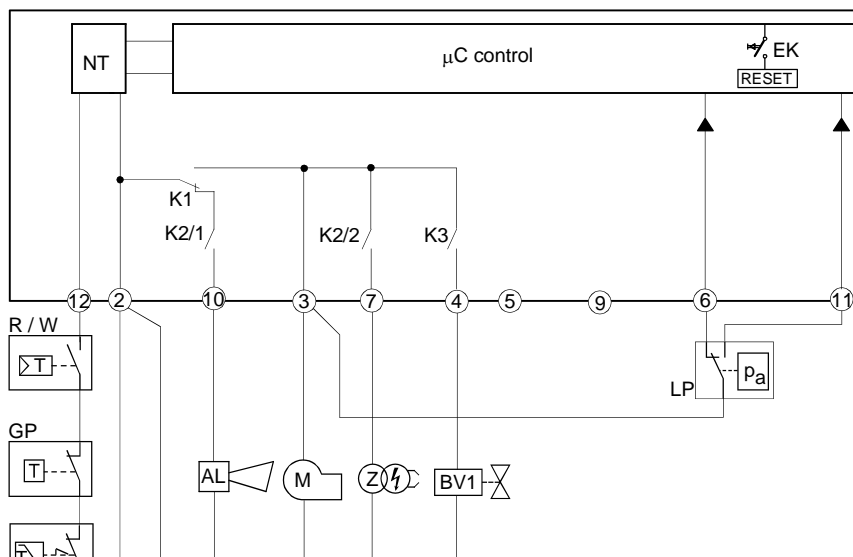 NT
μC control
EK
RESET
K1
K2/1
K2/2
K3
12
2
10
3
7
4
5
9
6
11
R / W
T
LP
pa
GP
T
AL
M
Z
BV1
T